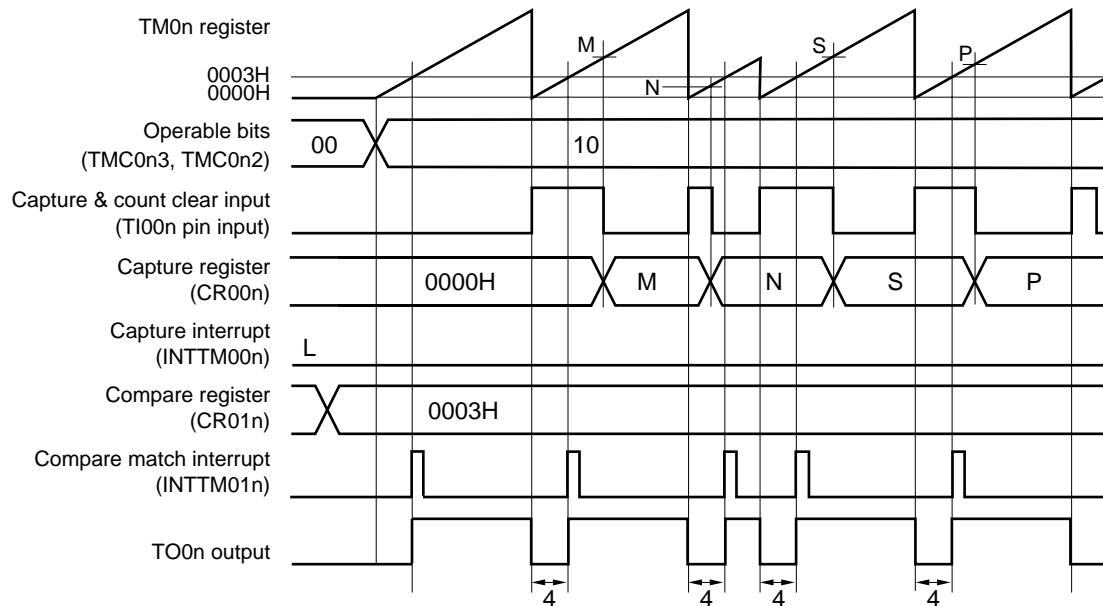 TM0n register
M
S
P
N
0003H
0000H
Operable bits
(TMC0n3, TMC0n2)
00
10
Capture & count clear input
(TI00n pin input)
Capture register
(CR00n)
0000H
M
N
S
P
Capture interrupt
(INTTM00n)
L
Compare register
(CR01n)
0003H
Compare match interrupt
(INTTM01n)
TO0n output
4
4
4
4